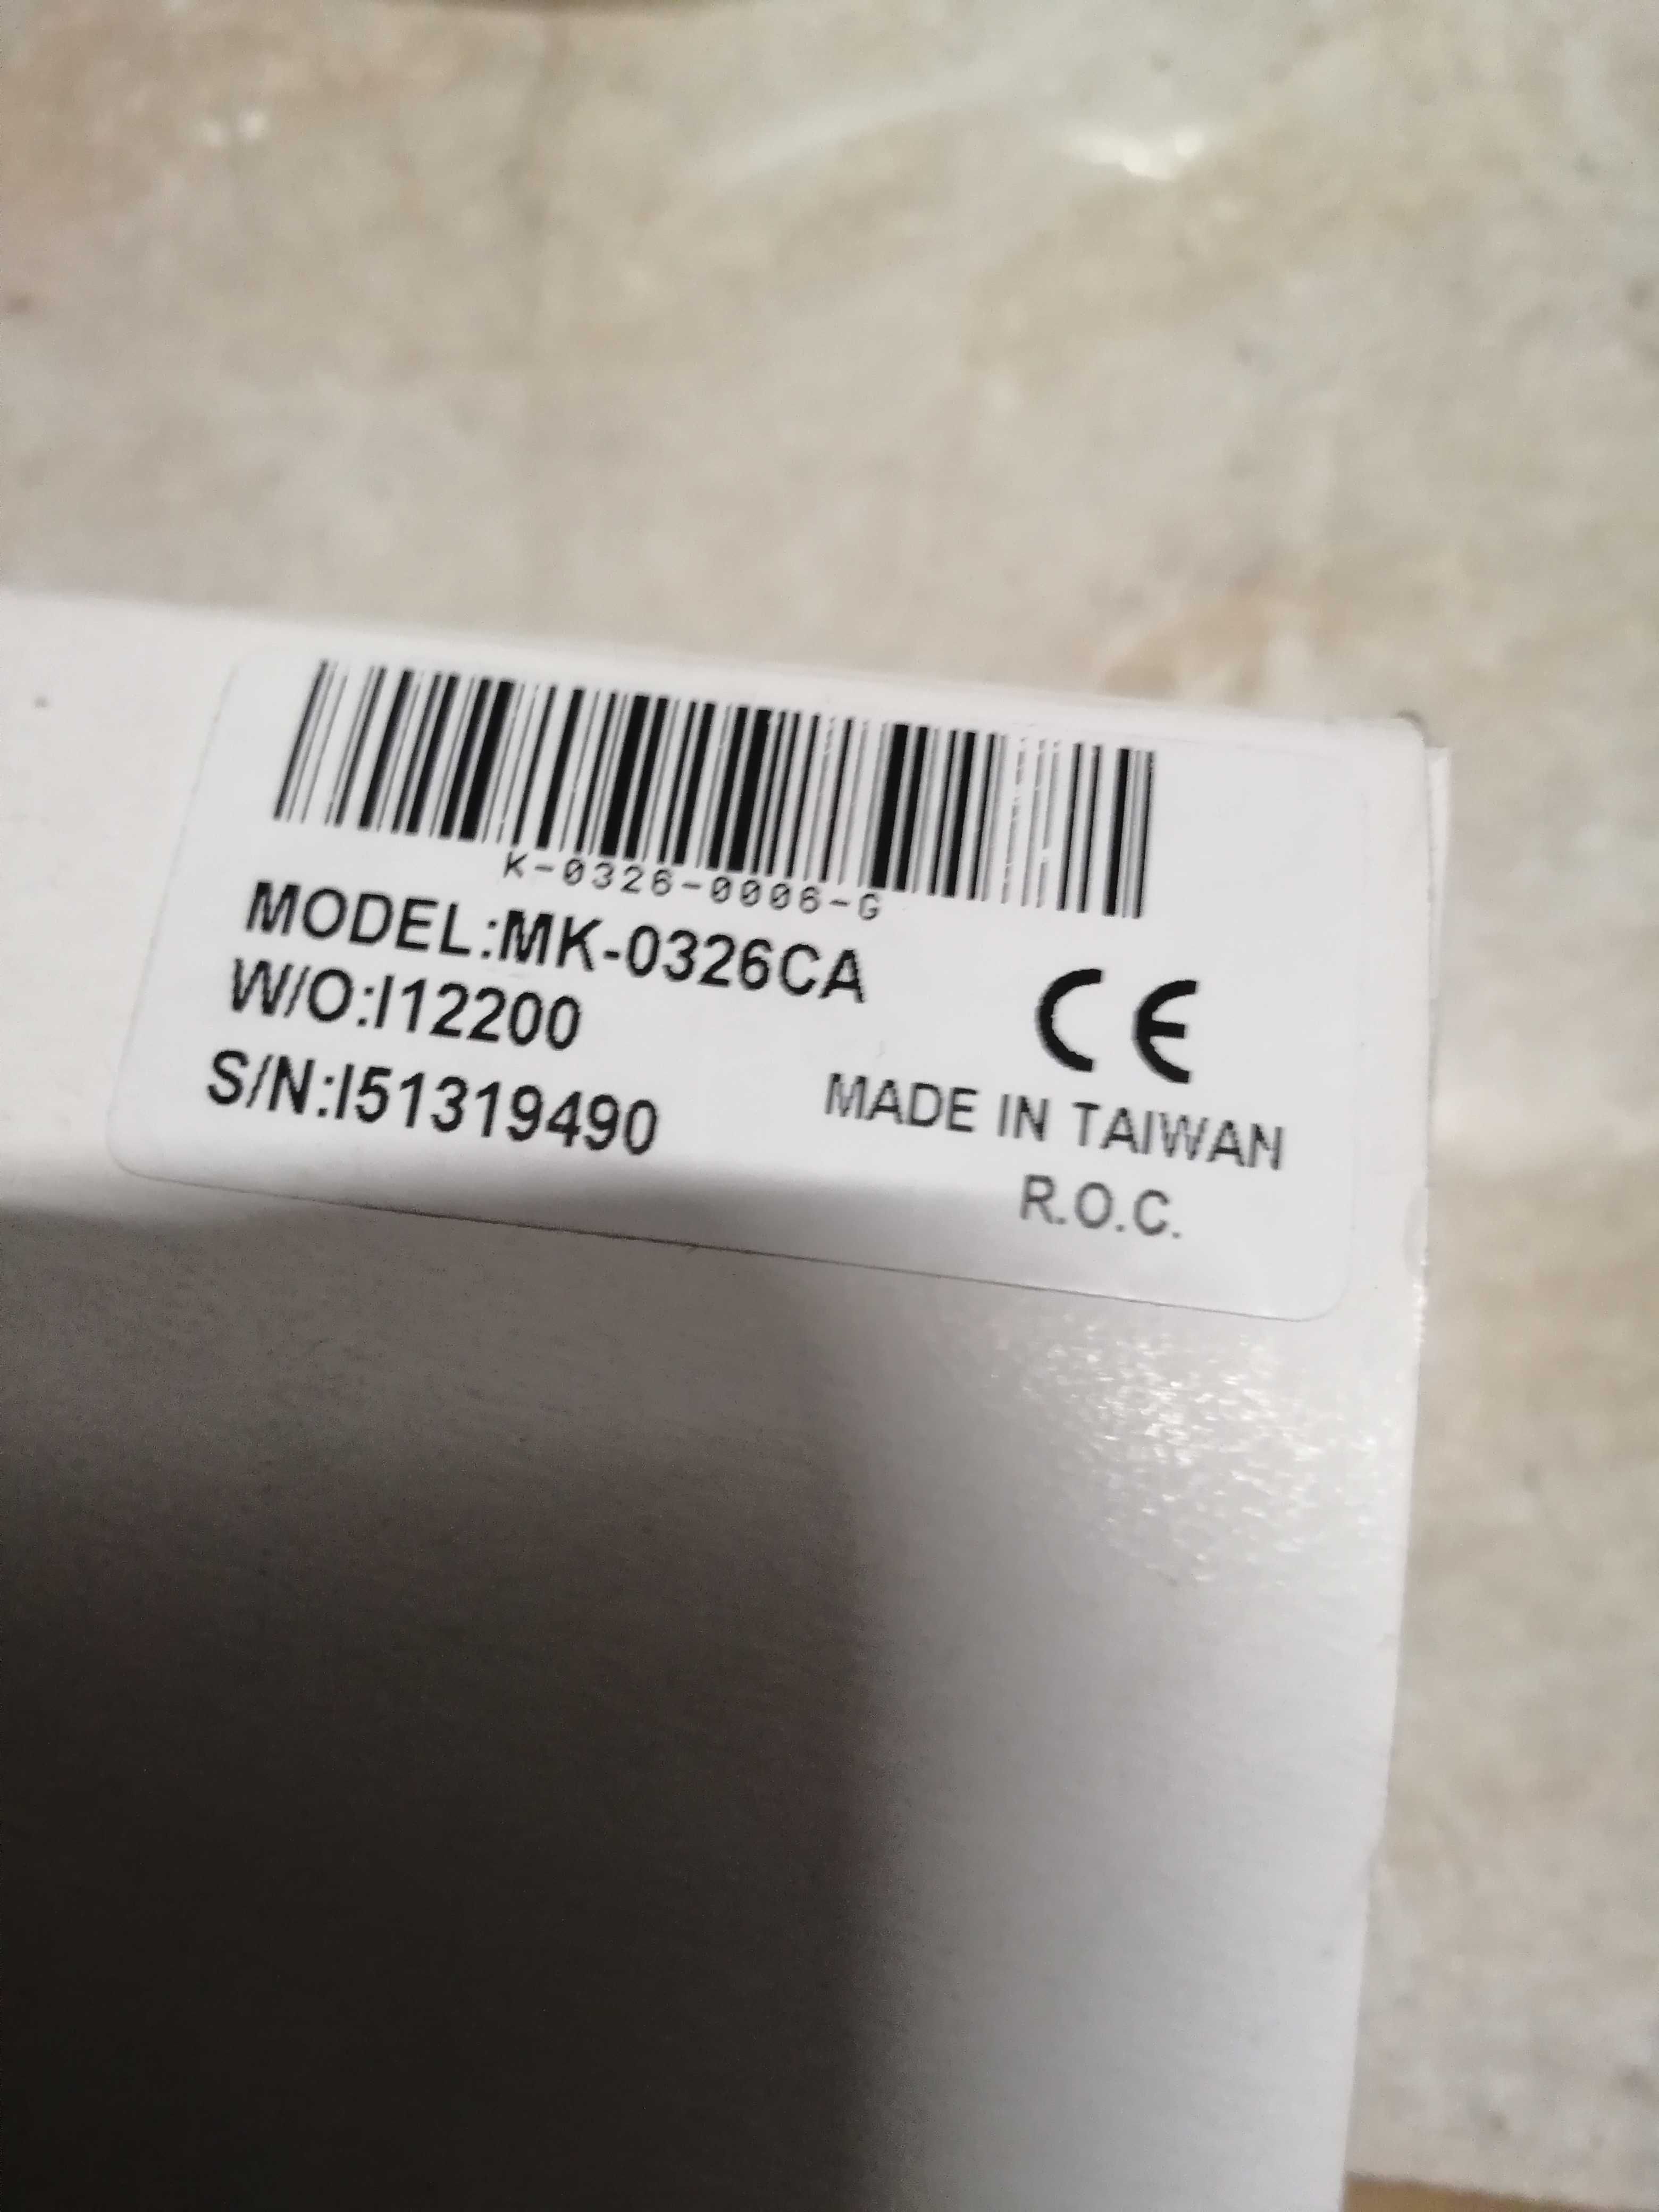 K-0326-0006-G
MODEL:MK-0326CA
W/O:I12200
S/N:I51319490
CE
MADE IN TAIWAN
R.O.C.